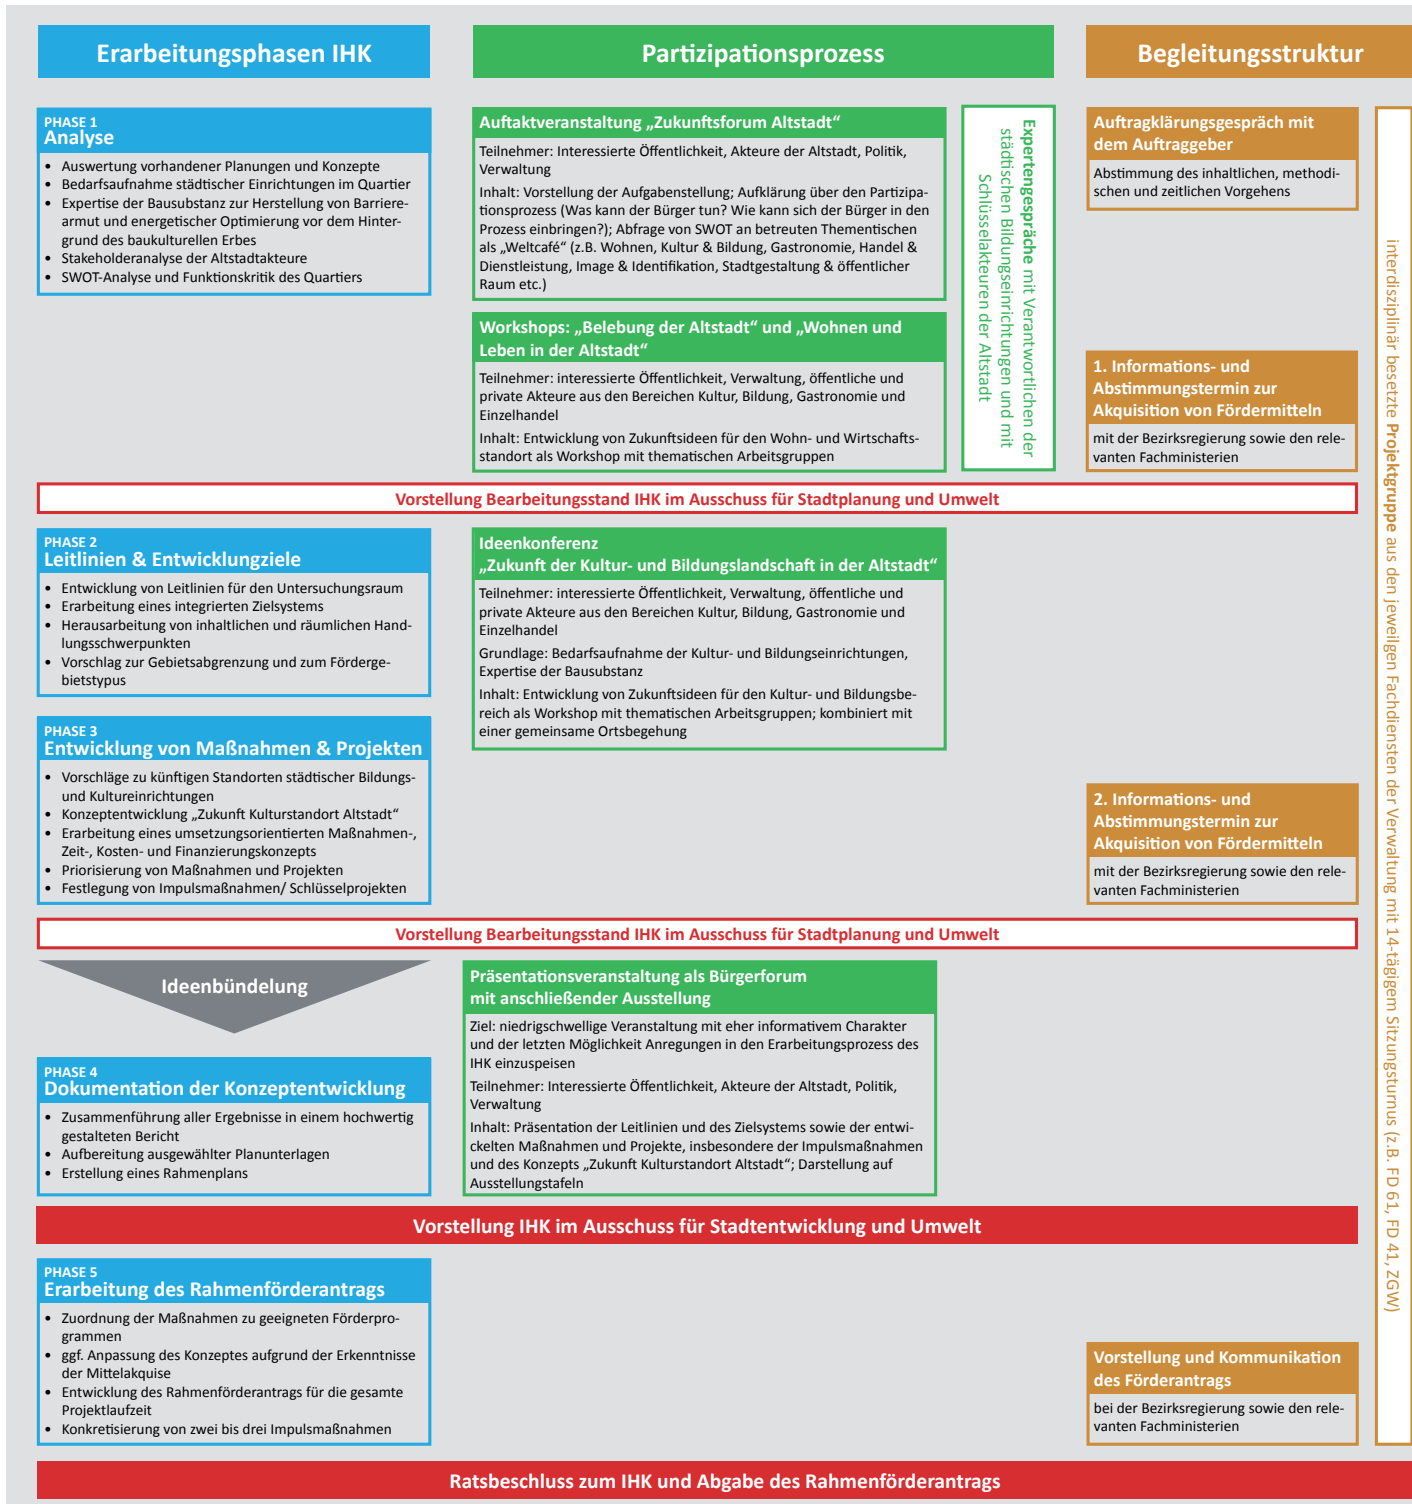 Erarbeitungsphasen IHK
Partizipationsprozess
Begleitungsstruktur
PHASE 1
Analyse
• Auswertung vorhandener Planungen und Konzepte
• Bedarfsaufnahme städtischer Einrichtungen im Quartier
• Expertise der Bausubstanz zur Herstellung von Barriere-
armut und energetischer Optimierung vor dem Hinter-
grund des baukulturellen Erbes
• Stakeholderanalyse der Altstadtakteure
• SWOT-Analyse und Funktionskritik des Quartiers
Auftaktveranstaltung „Zukunftsforum Altstadt“
Teilnehmer: Interessierte Öffentlichkeit, Akteure der Altstadt, Politik,
Verwaltung
Inhalt: Vorstellung der Aufgabenstellung; Aufklärung über den Partizipa-
tionsprozess (Was kann der Bürger tun? Wie kann sich der Bürger in den
Prozess einbringen?); Abfrage von SWOT an betreuten Thementischen
als „Weltcafé“ (z.B. Wohnen, Kultur & Bildung, Gastronomie, Handel &
Dienstleistung, Image & Identifikation, Stadtgestaltung & öffentlicher
Raum etc.)
Workshops: „Belebung der Altstadt“ und „Wohnen und
Leben in der Altstadt“
Teilnehmer: interessierte Öffentlichkeit, Verwaltung, öffentliche und
private Akteure aus den Bereichen Kultur, Bildung, Gastronomie und
Einzelhandel
Inhalt: Entwicklung von Zukunftsideen für den Wohn- und Wirtschafts-
standort als Workshop mit thematischen Arbeitsgruppen
Expertengespräche mit Verantwortlichen der
städtischen Bildungseinrichtungen und mit
Schlüsselakteuren der Altstadt
Auftragklärungsgespräch mit
dem Auftraggeber
Abstimmung des inhaltlichen, methodi-
schen und zeitlichen Vorgehens
1. Informations- und
Abstimmungstermin zur
Akquisition von Fördermitteln
mit der Bezirksregierung sowie den rele-
vanten Fachministerien
interdisziplinär besetzte Projektgruppe aus den jeweilgen Fachdiensten der Verwaltung mit 14-tägigem Sitzungsturnus (z.B. FD 61, FD 41, ZGW)
Vorstellung Bearbeitungsstand IHK im Ausschuss für Stadtplanung und Umwelt
PHASE 2
Leitlinien & Entwicklungziele
• Entwicklung von Leitlinien für den Untersuchungsraum
• Erarbeitung eines integrierten Zielsystems
• Herausarbeitung von inhaltlichen und räumlichen Hand-
lungsschwerpunkten
• Vorschlag zur Gebietsabgrenzung und zum Förderge-
bietstypus
Ideenkonferenz
„Zukunft der Kultur- und Bildungslandschaft in der Altstadt“
Teilnehmer: interessierte Öffentlichkeit, Verwaltung, öffentliche und
private Akteure aus den Bereichen Kultur, Bildung, Gastronomie und
Einzelhandel
Grundlage: Bedarfsaufnahme der Kultur- und Bildungseinrichtungen,
Expertise der Bausubstanz
Inhalt: Entwicklung von Zukunftsideen für den Kultur- und Bildungsbe-
reich als Workshop mit thematischen Arbeitsgruppen; kombiniert mit
einer gemeinsame Ortsbegehung
PHASE 3
Entwicklung von Maßnahmen & Projekten
• Vorschläge zu künftigen Standorten städtischer Bildungs-
und Kultureinrichtungen
• Konzeptentwicklung „Zukunft Kulturstandort Altstadt“
• Erarbeitung eines umsetzungsorientierten Maßnahmen-,
Zeit-, Kosten- und Finanzierungskonzepts
• Priorisierung von Maßnahmen und Projekten
• Festlegung von Impulsmaßnahmen/ Schlüsselprojekten
2. Informations- und
Abstimmungstermin zur
Akquisition von Fördermitteln
mit der Bezirksregierung sowie den rele-
vanten Fachministerien
Vorstellung Bearbeitungsstand IHK im Ausschuss für Stadtplanung und Umwelt
Ideenbündelung
Präsentationsveranstaltung als Bürgerforum
mit anschließender Ausstellung
Ziel: niedrigschwellige Veranstaltung mit eher informativem Charakter
und der letzten Möglichkeit Anregungen in den Erarbeitungsprozess des
IHK einzuspeisen
Teilnehmer: Interessierte Öffentlichkeit, Akteure der Altstadt, Politik,
Verwaltung
Inhalt: Präsentation der Leitlinien und des Zielsystems sowie der entwi-
ckelten Maßnahmen und Projekte, insbesondere der Impulsmaßnahmen
und des Konzepts „Zukunft Kulturstandort Altstadt“; Darstellung auf
Ausstellungstafeln
PHASE 4
Dokumentation der Konzeptentwicklung
• Zusammenführung aller Ergebnisse in einem hochwertig
gestalteten Bericht
• Aufbereitung ausgewählter Planunterlagen
• Erstellung eines Rahmenplans
Vorstellung IHK im Ausschuss für Stadtentwicklung und Umwelt
PHASE 5
Erarbeitung des Rahmenförderantrags
• Zuordnung der Maßnahmen zu geeigneten Förderpro-
grammen
• ggf. Anpassung des Konzeptes aufgrund der Erkenntnisse
der Mittelakquise
• Entwicklung des Rahmenförderantrags für die gesamte
Projektlaufzeit
• Konkretisierung von zwei bis drei Impulsmaßnahmen
Vorstellung und Kommunikation
des Förderantrags
bei der Bezirksregierung sowie den rele-
vanten Fachministerien
Ratsbeschluss zum IHK und Abgabe des Rahmenförderantrags